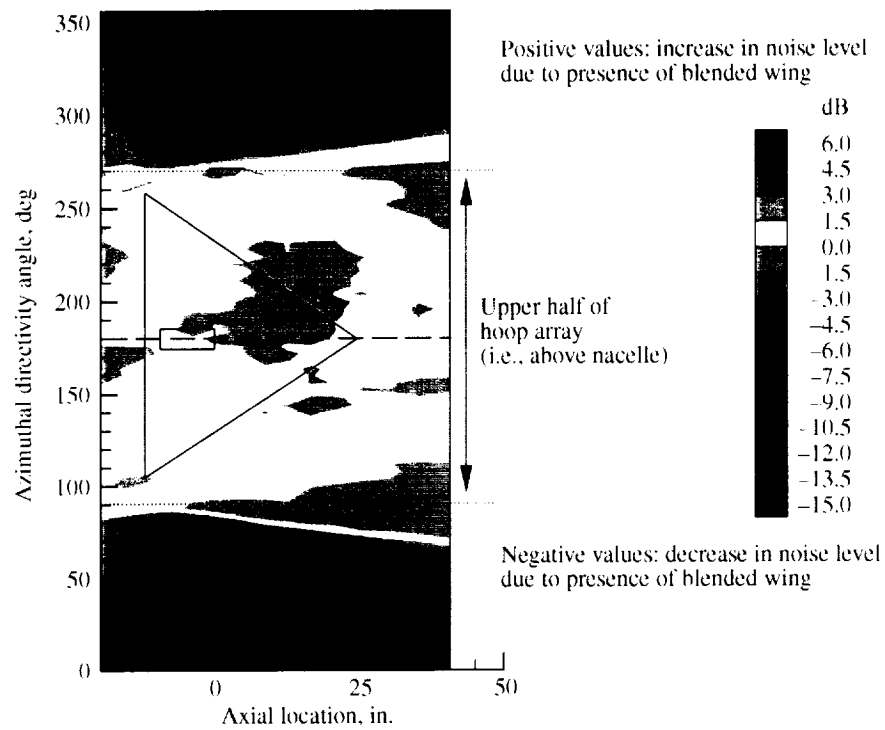 350
300
250
200
150
100
50
0
Azimuthal directivity angle, deg
0
25
50
Axial location, in.
Positive values: increase in noise level
due to presence of blended wing
dB
6.0
4.5
3.0
1.5
0.0
1.5
-3.0
-4.5
-6.0
-7.5
-9.0
-10.5
-12.0
-13.5
-15.0
Upper half of
hoop array
(i.e., above nacelle)
Negative values: decrease in noise level
due to presence of blended wing